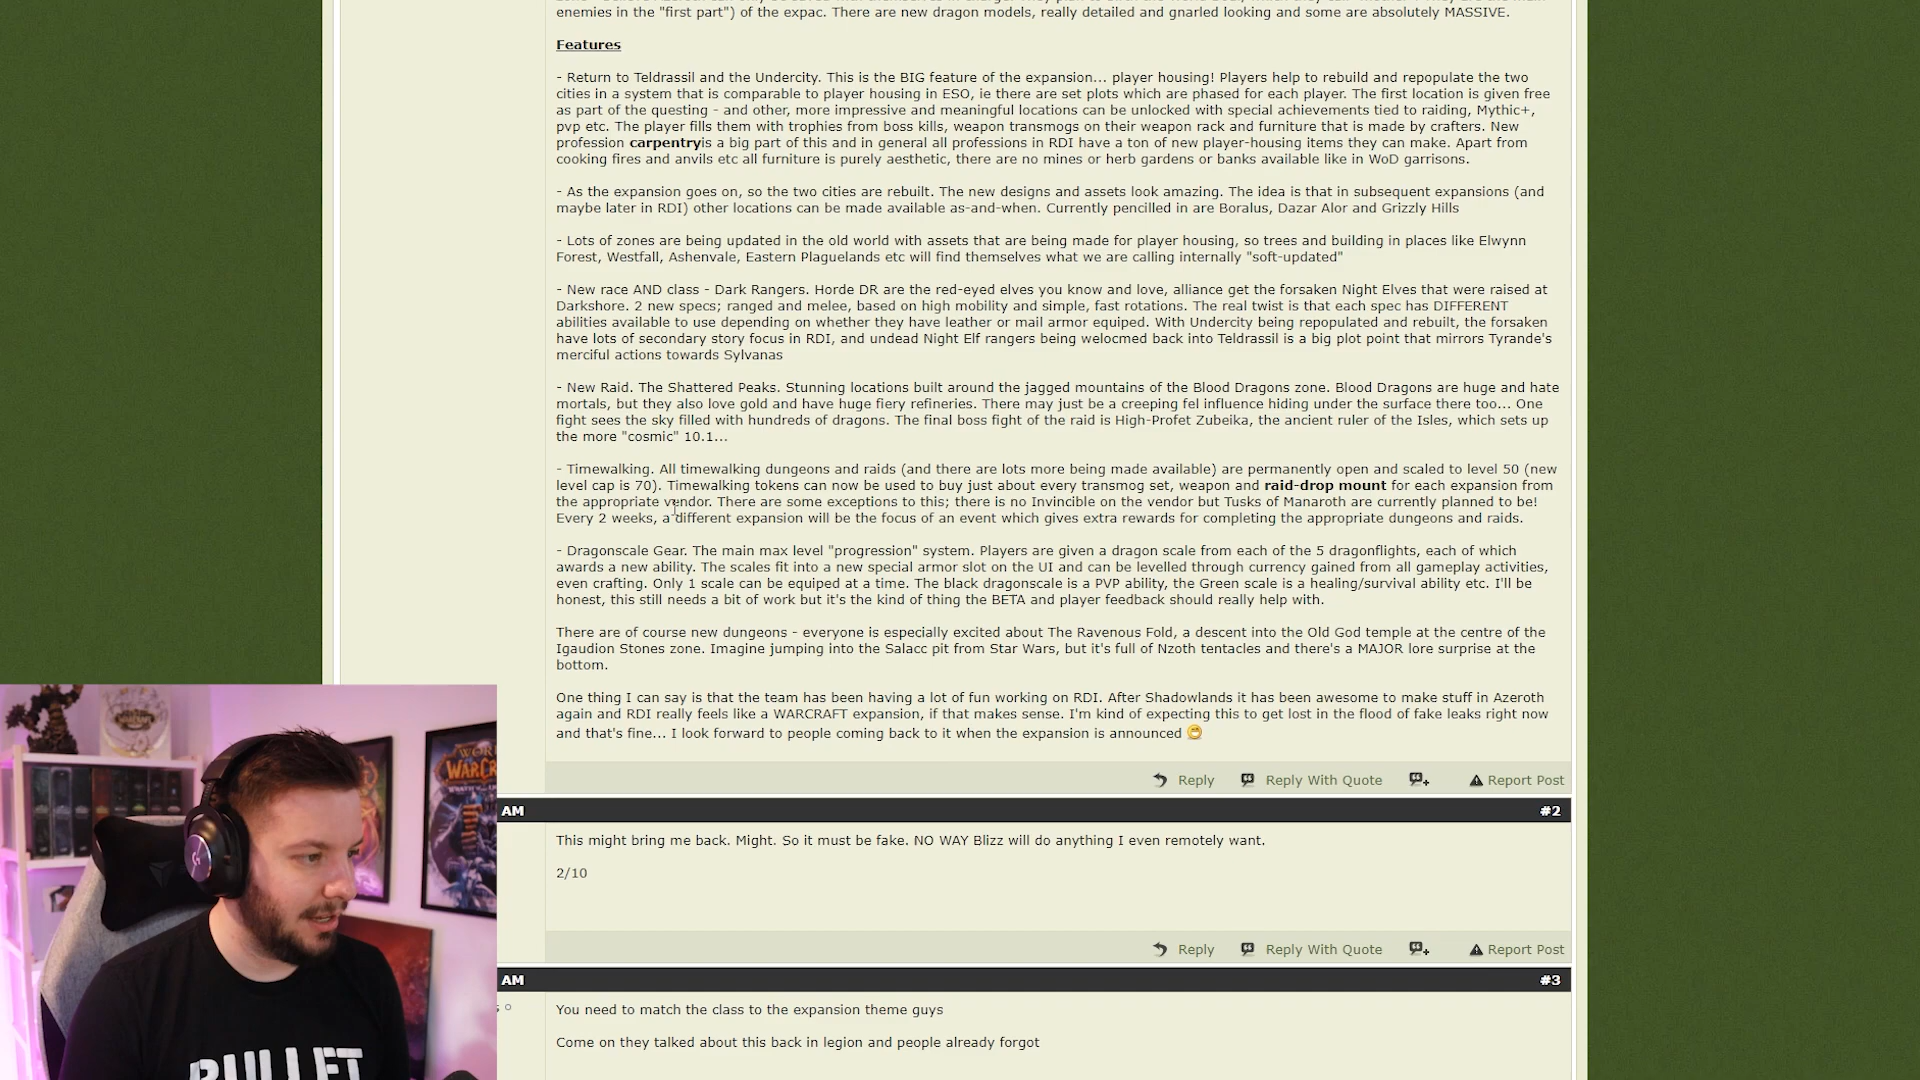 enemies in the "first part") of the expac. There are new dragon models, really detailed and gnarled looking and some are absolutely MASSIVE.
Features
- Return to Teldrassil and the Undercity. This is the BIG feature of the expansion... player housing! Players help to rebuild and repopulate the two
cities in a system that is comparable to player housing in ESO, ie there are set plots which are phased for each player. The first location is given free
as part of the questing - and other, more impressive and meaningful locations can be unlocked with special achievements tied to raiding, Mythic+,
pvp etc. The player fills them with trophies from boss kills, weapon transmogs on their weapon rack and furniture that is made by crafters. New
profession carpentryis a big part of this and in general all professions in RDI have a ton of new player-housing items they can make. Apart from
cooking fires and anvils etc all furniture is purely aesthetic, there are no mines or herb gardens or banks available like in WoD garrisons.
- As the expansion goes on, so the two cities are rebuilt. The new designs and assets look amazing. The idea is that in subsequent expansions (and
maybe later in RDI) other locations can be made available as-and-when. Currently pencilled in are Boralus, Dazar Alor and Grizzly Hills
- Lots of zones are being updated in the old world with assets that are being made for player housing, so trees and building in places like Elwynn
Forest, Westfall, Ashenvale, Eastern Plaguelands etc will find themselves what we are calling internally "soft-updated"
- New race AND class - Dark Rangers. Horde DR are the red-eyed elves you know and love, alliance get the forsaken Night Elves that were raised at
Darkshore. 2 new specs; ranged and melee, based on high mobility and simple, fast rotations. The real twist is that each spec has DIFFERENT
abilities available to use depending on whether they have leather or mail armor equiped. With Undercity being repopulated and rebuilt, the forsaken
have lots of secondary story focus in RDI, and undead Night Elf rangers being welocmed back into Teldrassil is a big plot point that mirrors Tyrande's
merciful actions towards Sylvanas
- New Raid. The Shattered Peaks. Stunning locations built around the jagged mountains of the Blood Dragons zone. Blood Dragons are huge and hate
mortals, but they also love gold and have huge fiery refineries. There may just be a creeping fel influence hiding under the surface there too... One
fight sees the sky filled with hundreds of dragons. The final boss fight of the raid is High-Profet Zubeika, the ancient ruler of the Isles, which sets up
the more "cosmic" 10.1...
- Timewalking. All timewalking dungeons and raids (and there are lots more being made available) are permanently open and scaled to level 50 (new
level cap is 70). Timewalking tokens can now be used to buy just about every transmog set, weapon and raid-drop mount for each expansion from
the appropriate vendor. There are some exceptions to this; there is no Invincible on the vendor but Tusks of Manaroth are currently planned to be!
Every 2 weeks, a different expansion will be the focus of an event which gives extra rewards for completing the appropriate dungeons and raids.
- Dragonscale Gear. The main max level "progression" system. Players are given a dragon scale from each of the 5 dragonflights, each of which
awards a new ability. The scales fit into a new special armor slot on the UI and can be levelled through currency gained from all gameplay activities,
even crafting. Only 1 scale can be equiped at a time. The black dragonscale is a PVP ability, the Green scale is a healing/survival ability etc. I'll be
honest, this still needs a bit of work but it's the kind of thing the BETA and player feedback should really help with.
There are of course new dungeons - everyone is especially excited about The Ravenous Fold, a descent into the Old God temple at the centre of the
Igaudion Stones zone. Imagine jumping into the Salacc pit from Star Wars, but it's full of Nzoth tentacles and there's a MAJOR lore surprise at the
bottom.
One thing I can say is that the team has been having a lot of fun working on RDI. After Shadowlands it has been awesome to make stuff in Azeroth
again and RDI really feels like a WARCRAFT expansion, if that makes sense. I'm kind of expecting this to get lost in the flood of fake leaks right now
and that's fine... I look forward to people coming back to it when the expansion is announced
Reply Reply With Quote Report Post
AM #2
This might bring me back. Might. So it must be fake. NO WAY Blizz will do anything I even remotely want.
2/10
Reply Reply With Quote Report Post
AM #3
You need to match the class to the expansion theme guys
Come on they talked about this back in legion and people already forgot
BULLET